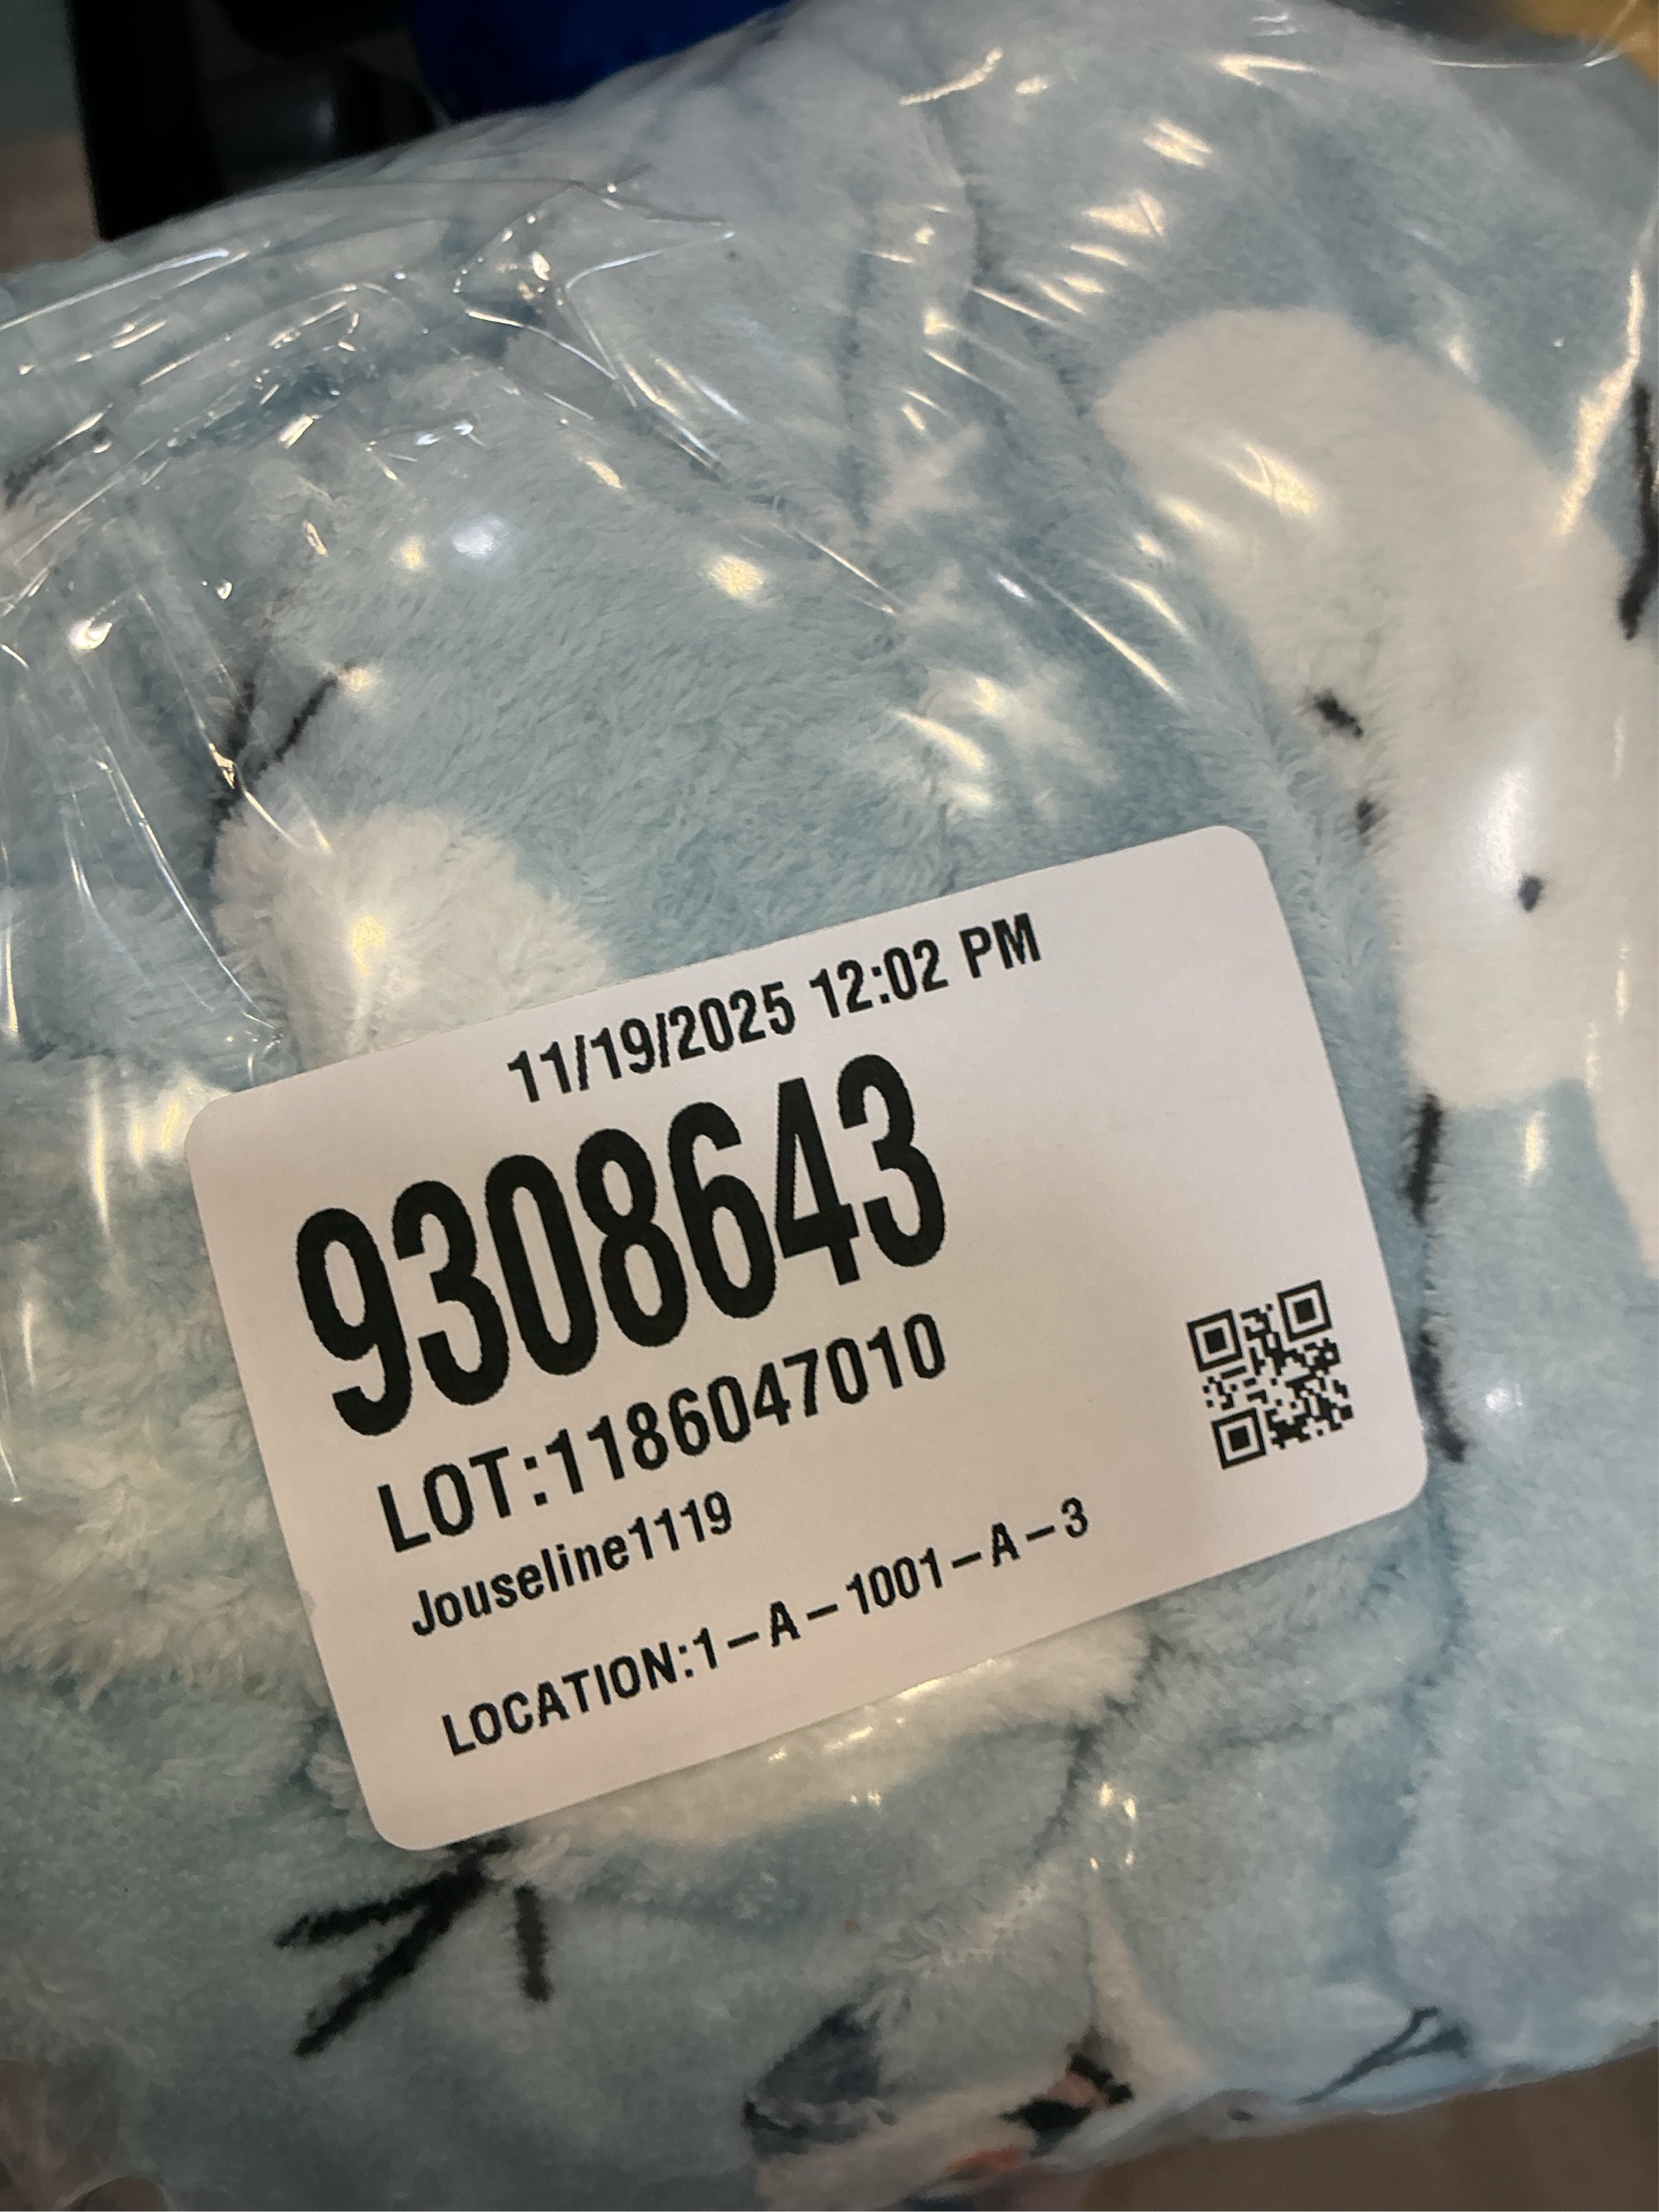 11/19/2025 12:02 PM
9308643
LOT:1186047010
Jouseline1119
LOCATION:1-A-1001-A-3